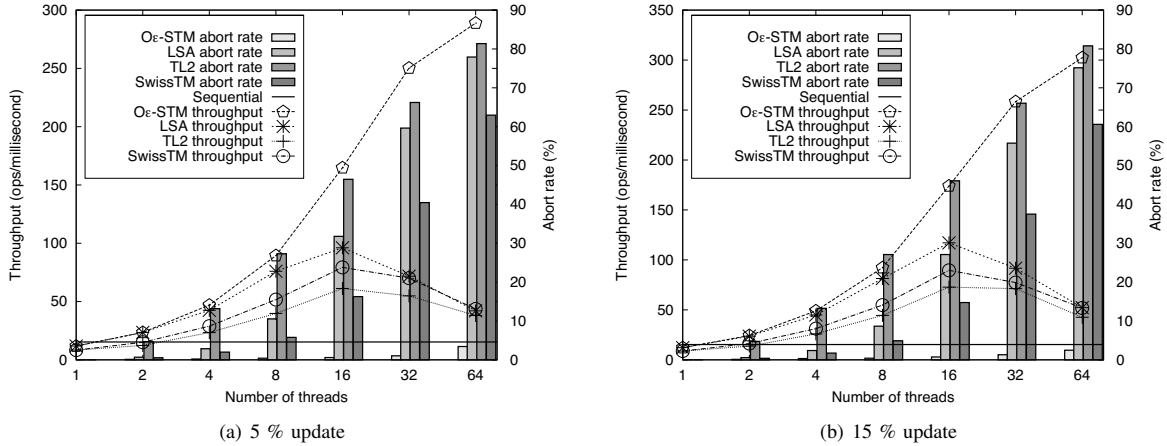 300
250
200
150
100
50
0
Throughput (ops/millisecond)
90
80
70
60
50
40
30
20
10
0
Abort rate (%)
Oε-STM abort rate
LSA abort rate
TL2 abort rate
SwissTM abort rate
Sequential
Oε-STM throughput
LSA throughput
TL2 throughput
SwissTM throughput
1 2 4 8 16 32 64
Number of threads
(a) 5 % update
350
300
250
200
150
100
50
0
Throughput (ops/millisecond)
90
80
70
60
50
40
30
20
10
0
Abort rate (%)
Oε-STM abort rate
LSA abort rate
TL2 abort rate
SwissTM abort rate
Sequential
Oε-STM throughput
LSA throughput
TL2 throughput
SwissTM throughput
1 2 4 8 16 32 64
Number of threads
(b) 15 % update